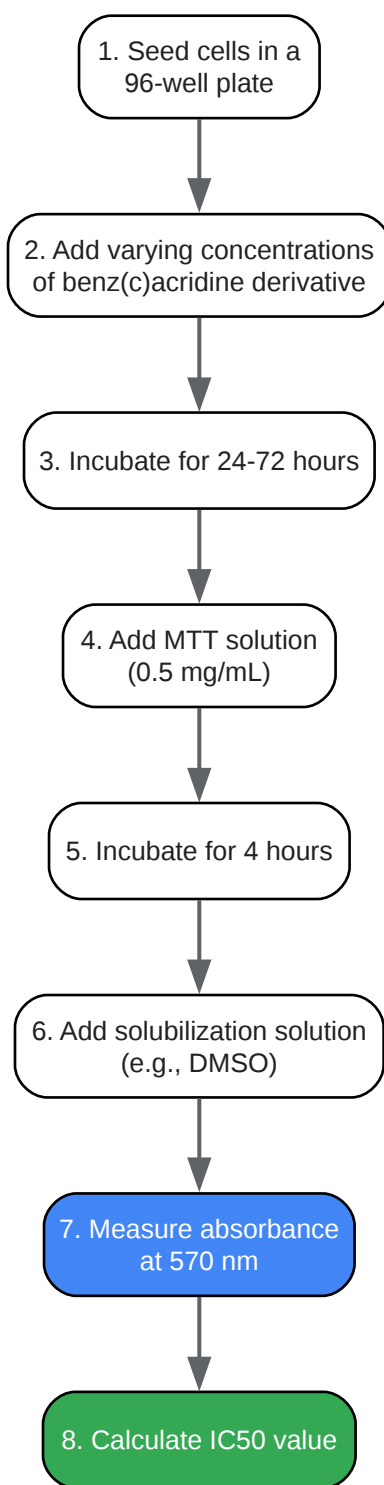 1. Seed cells in a
96-well plate
2. Add varying concentrations
of benz(c)acridine derivative
3. Incubate for 24-72 hours
4. Add MTT solution
(0.5 mg/mL)
5. Incubate for 4 hours
6. Add solubilization solution
(e.g., DMSO)
7. Measure absorbance
at 570 nm
8. Calculate IC50 value